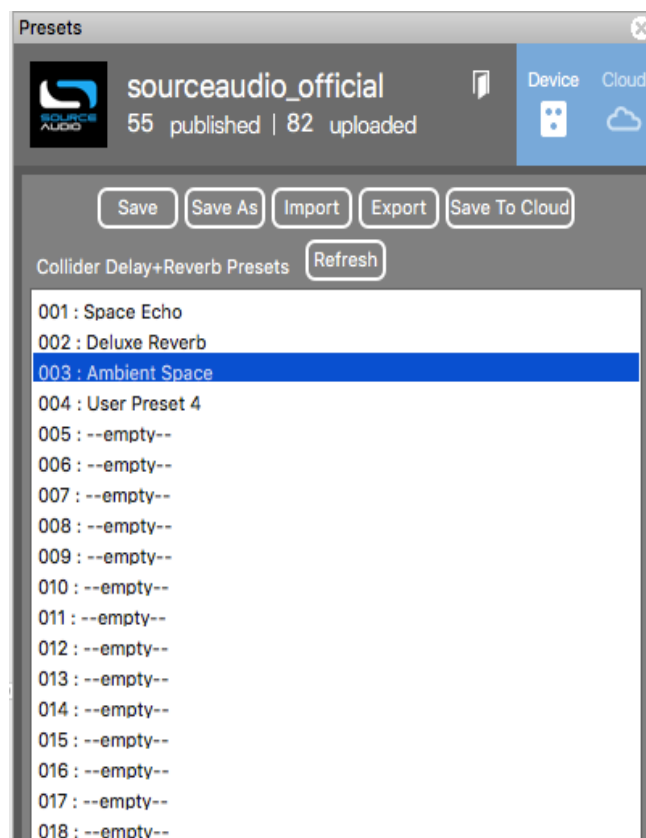 Presets
sourceaudio_official
Device
Cloud
SOURCE
AUDIO
55 published | 82 uploaded
Save
Save As
Import
Export
Save To Cloud
Collider Delay+Reverb Presets
Refresh
001 : Space Echo
002 : Deluxe Reverb
003 : Ambient Space
004 : User Preset 4
005 : --empty--
006 : --empty--
007 : --empty--
008 : --empty--
009 : --empty--
010 : --empty--
011 : --empty--
012 : --empty--
013 : --empty--
014 : --empty--
015 : --empty--
016 : --empty--
017 : --empty--
018 : --empty--